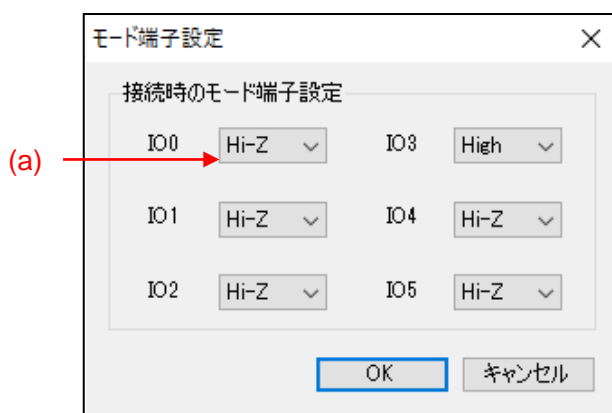 モード端子設定
接続時のモード端子設定
IO0 Hi-Z IO3 High
(a)
IO1 Hi-Z IO4 Hi-Z
IO2 Hi-Z IO5 Hi-Z
OK キャンセル